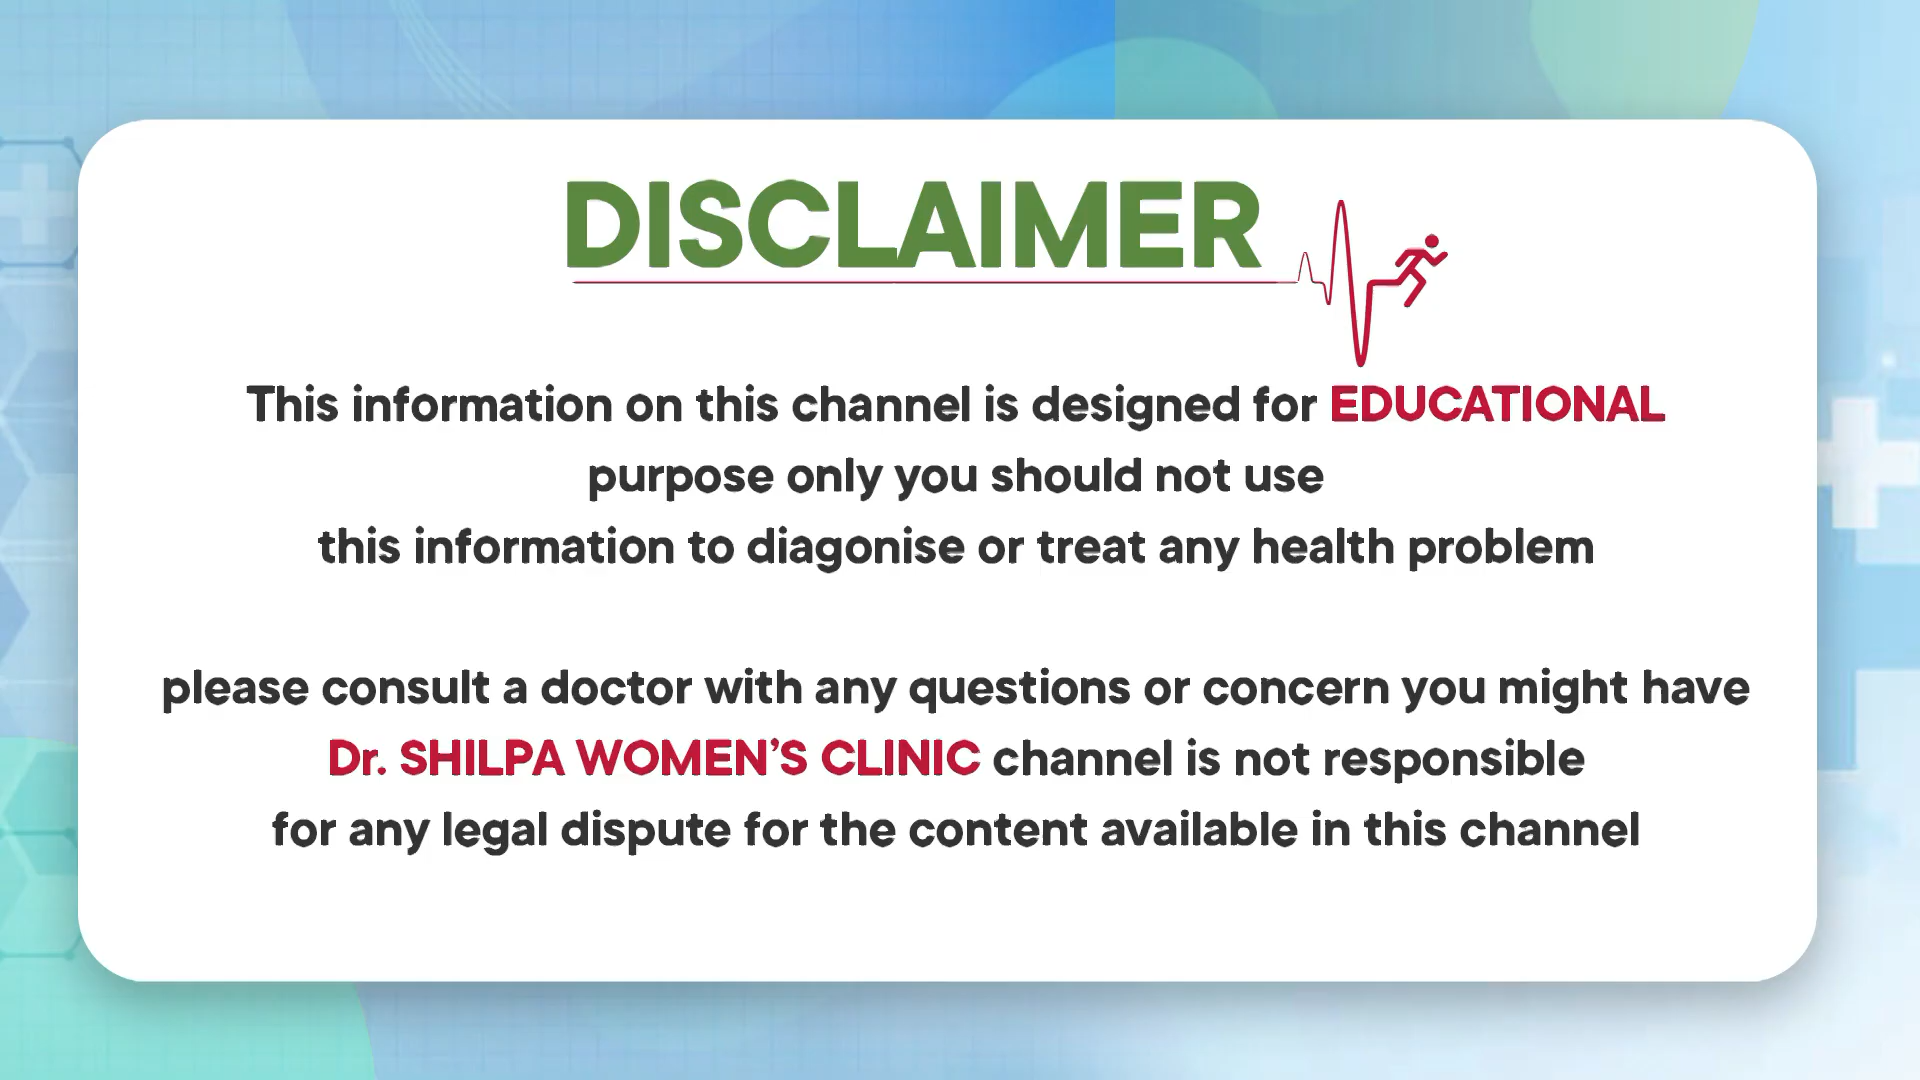 DISCLAIMER
This information on this channel is designed for EDUCATIONAL
purpose only you should not use
this information to diagonise or treat any health problem
please consult a doctor with any questions or concern you might have
Dr. SHILPA WOMEN'S CLINIC channel is not responsible
for any legal dispute for the content available in this channel